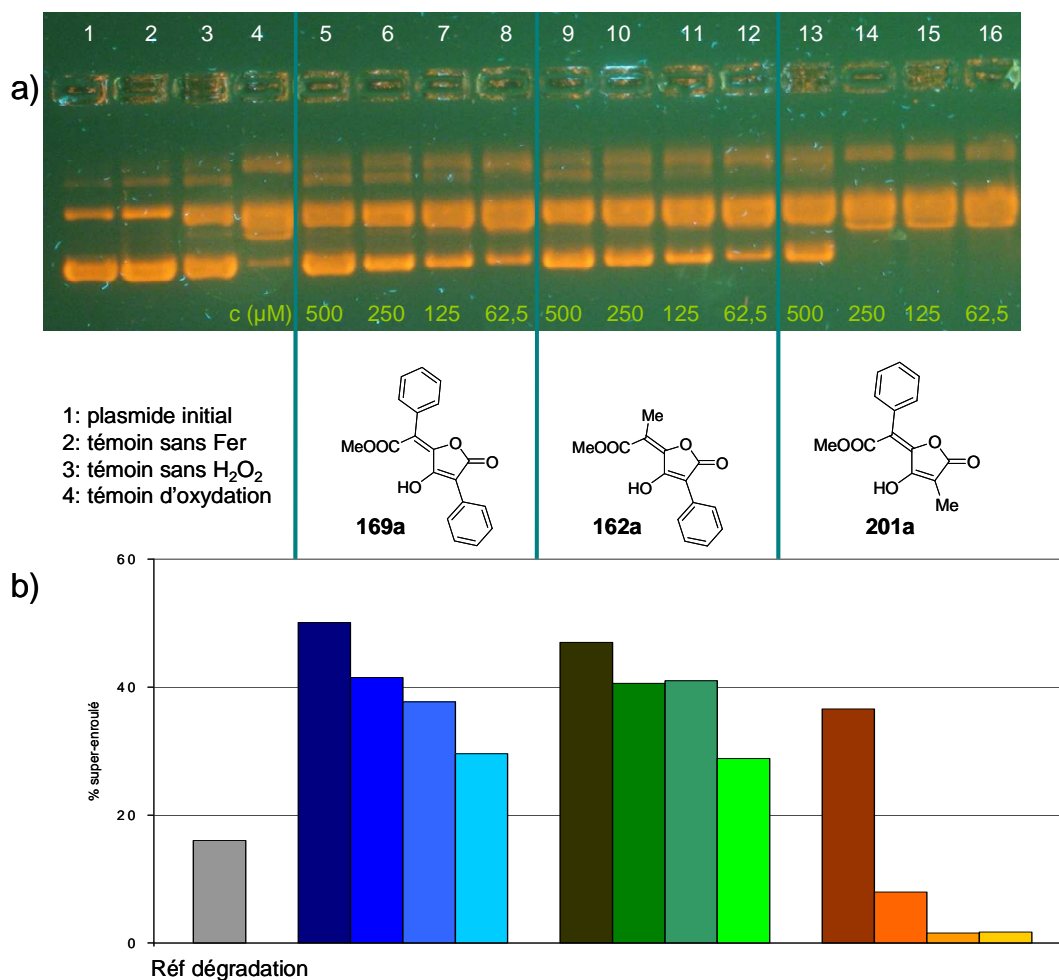 a)
1 2 3 4 5 6 7 8 9 10 11 12 13 14 15 16
c (µM) 500 250 125 62,5 500 250 125 62,5 500 250 125 62,5
1: plasmide initial
2: témoin sans Fer
3: témoin sans H₂O₂
4: témoin d'oxydation
MeOOC
O
O
HO
169a
Me
MeOOC
O
O
HO
162a
MeOOC
O
O
HO
Me
201a
b)
% super-enroulé
60
40
20
0
Réf dégradation